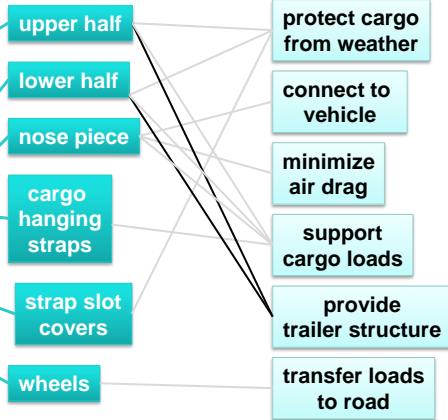 upper half
lower half
nose piece
cargo
hanging
straps
strap slot
covers
wheels
protect cargo
from weather
connect to
vehicle
minimize
air drag
support
cargo loads
provide
trailer structure
transfer loads
to road